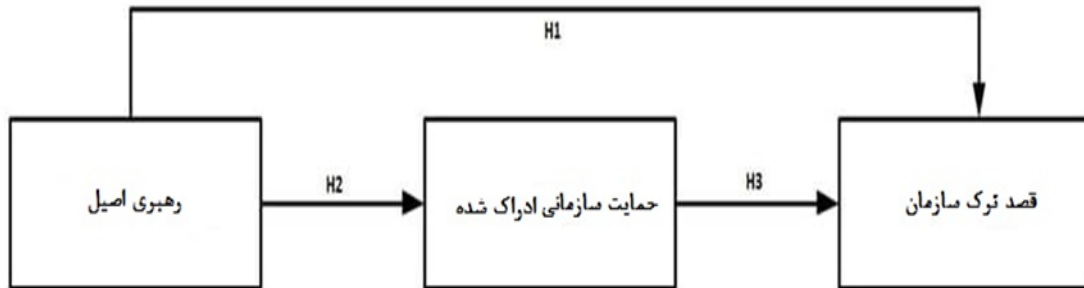 H1
رهبری اصیل
H2
حمایت سازمانی ادراک شده
H3
قصد ترک سازمان